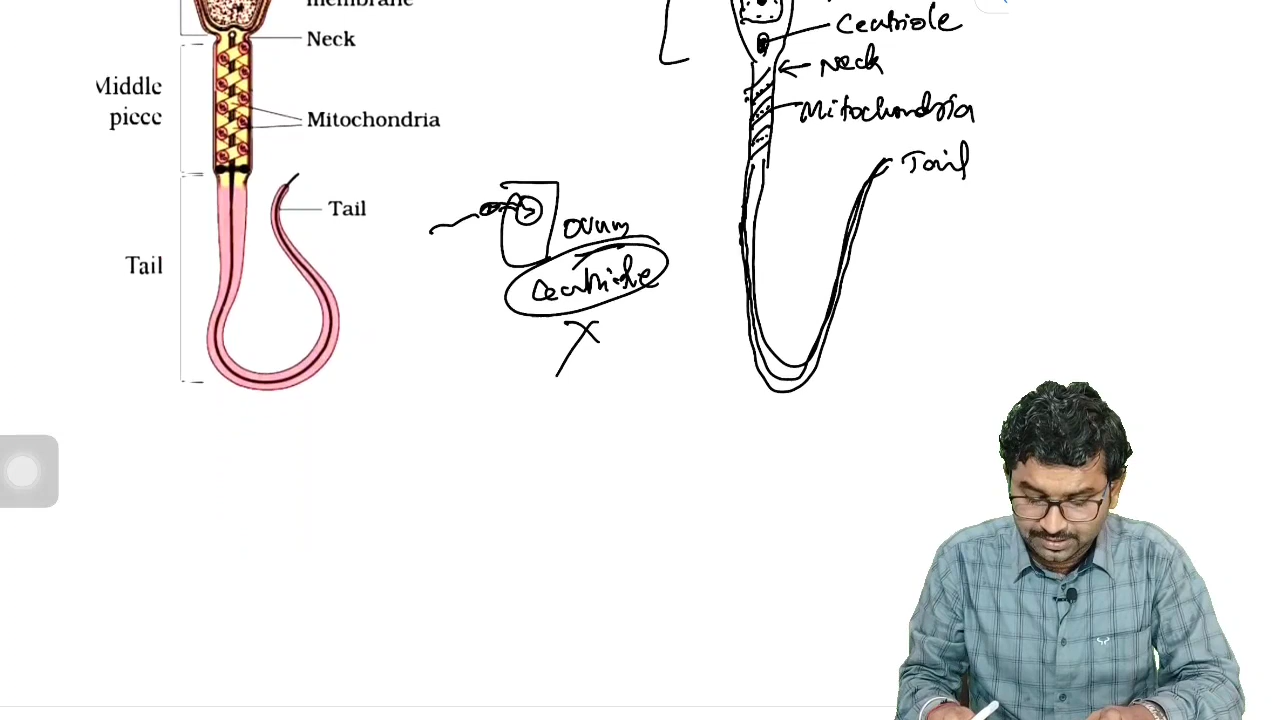 membrane
Neck
Middle
piece
Mitochondria
Tail
Tail
Centriole
Neck
Mitochondria
Tail
ovum
Centriole
X